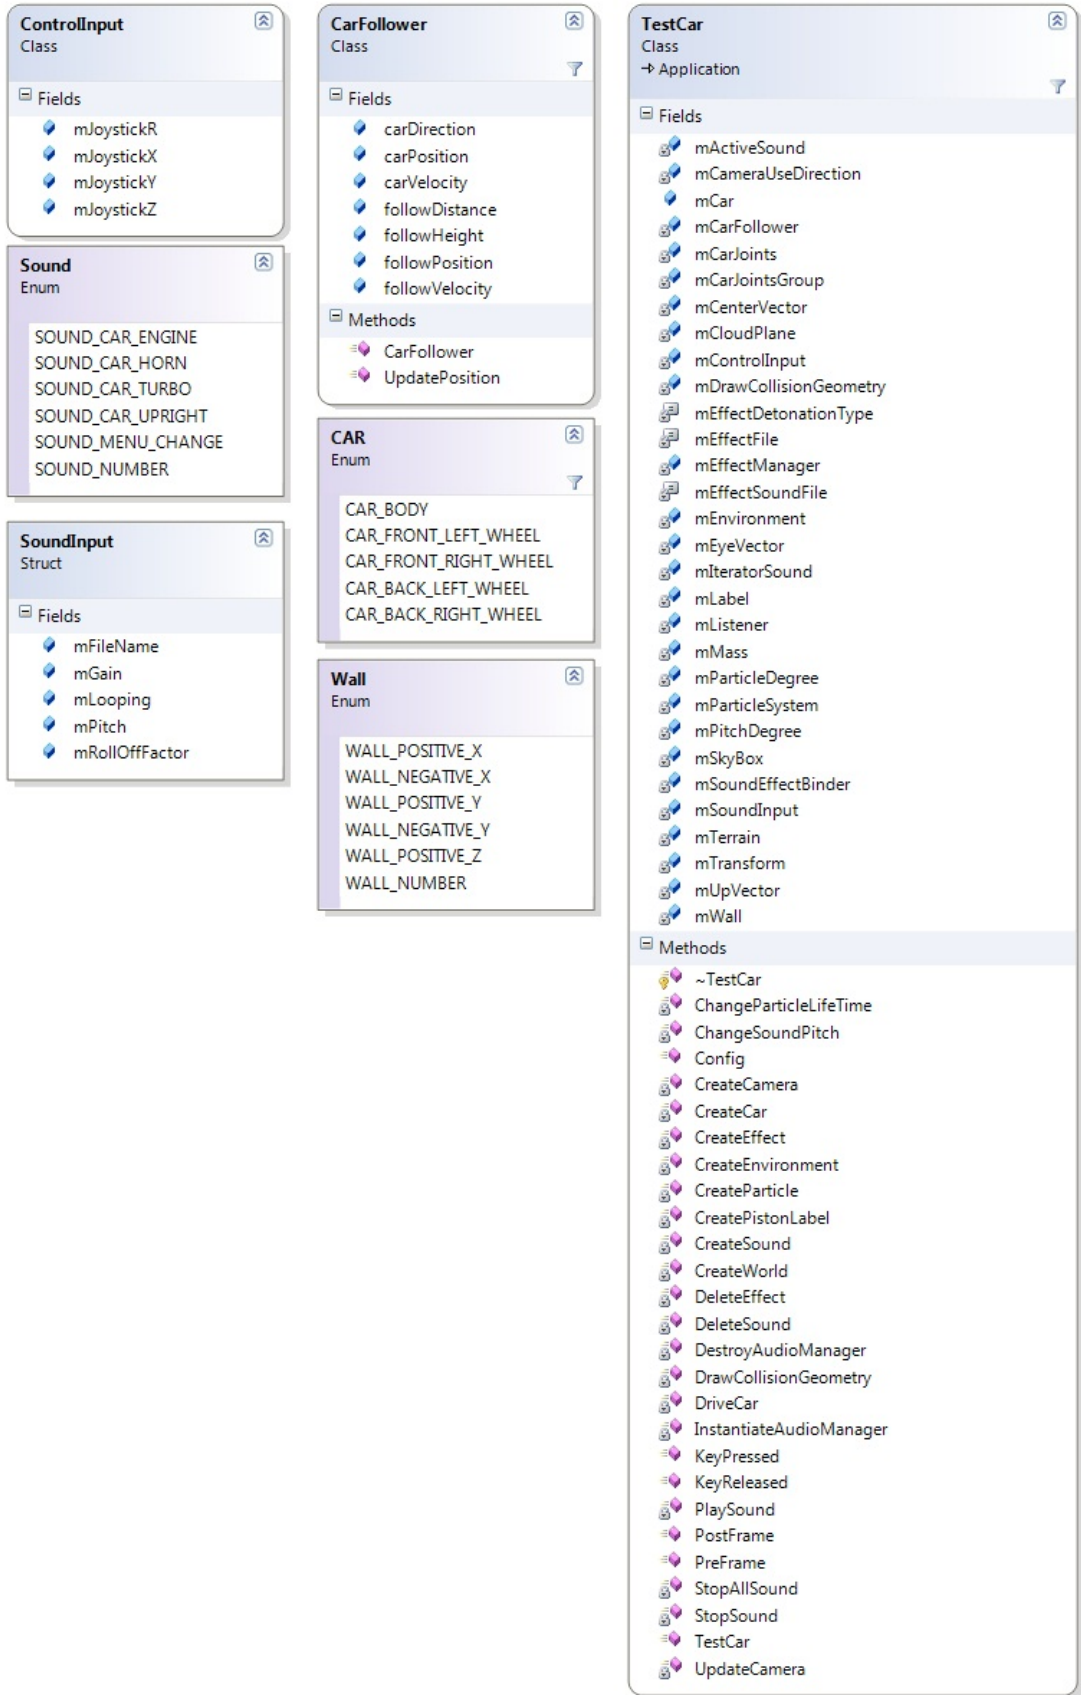 ControlInput
Class
Fields
mJoystickR
mJoystickX
mJoystickY
mJoystickZ
Sound
Enum
SOUND_CAR_ENGINE
SOUND_CAR_HORN
SOUND_CAR_TURBO
SOUND_CAR_UPRIGHT
SOUND_MENU_CHANGE
SOUND_NUMBER
SoundInput
Struct
Fields
mFileName
mGain
mLooping
mPitch
mRollOffFactor
CarFollower
Class
Fields
carDirection
carPosition
carVelocity
followDistance
followHeight
followPosition
followVelocity
Methods
CarFollower
UpdatePosition
CAR
Enum
CAR_BODY
CAR_FRONT_LEFT_WHEEL
CAR_FRONT_RIGHT_WHEEL
CAR_BACK_LEFT_WHEEL
CAR_BACK_RIGHT_WHEEL
Wall
Enum
WALL_POSITIVE_X
WALL_NEGATIVE_X
WALL_POSITIVE_Y
WALL_NEGATIVE_Y
WALL_POSITIVE_Z
WALL_NUMBER
TestCar
Class
Application
Fields
mActiveSound
mCameraUseDirection
mCar
mCarFollower
mCarJoints
mCarJointsGroup
mCenterVector
mCloudPlane
mControlInput
mDrawCollisionGeometry
mEffectDetonationType
mEffectFile
mEffectManager
mEffectSoundFile
mEnvironment
mEyeVector
mIteratorSound
mLabel
mListener
mMass
mParticleDegree
mParticleSystem
mPitchDegree
mSkyBox
mSoundEffectBinder
mSoundInput
mTerrain
mTransform
mUpVector
mWall
Methods
~TestCar
ChangeParticleLifeTime
ChangeSoundPitch
Config
CreateCamera
CreateCar
CreateEffect
CreateEnvironment
CreateParticle
CreatePistonLabel
CreateSound
CreateWorld
DeleteEffect
DeleteSound
DestroyAudioManager
DrawCollisionGeometry
DriveCar
InstantiateAudioManager
KeyPressed
KeyReleased
PlaySound
PostFrame
PreFrame
StopAllSound
StopSound
TestCar
UpdateCamera